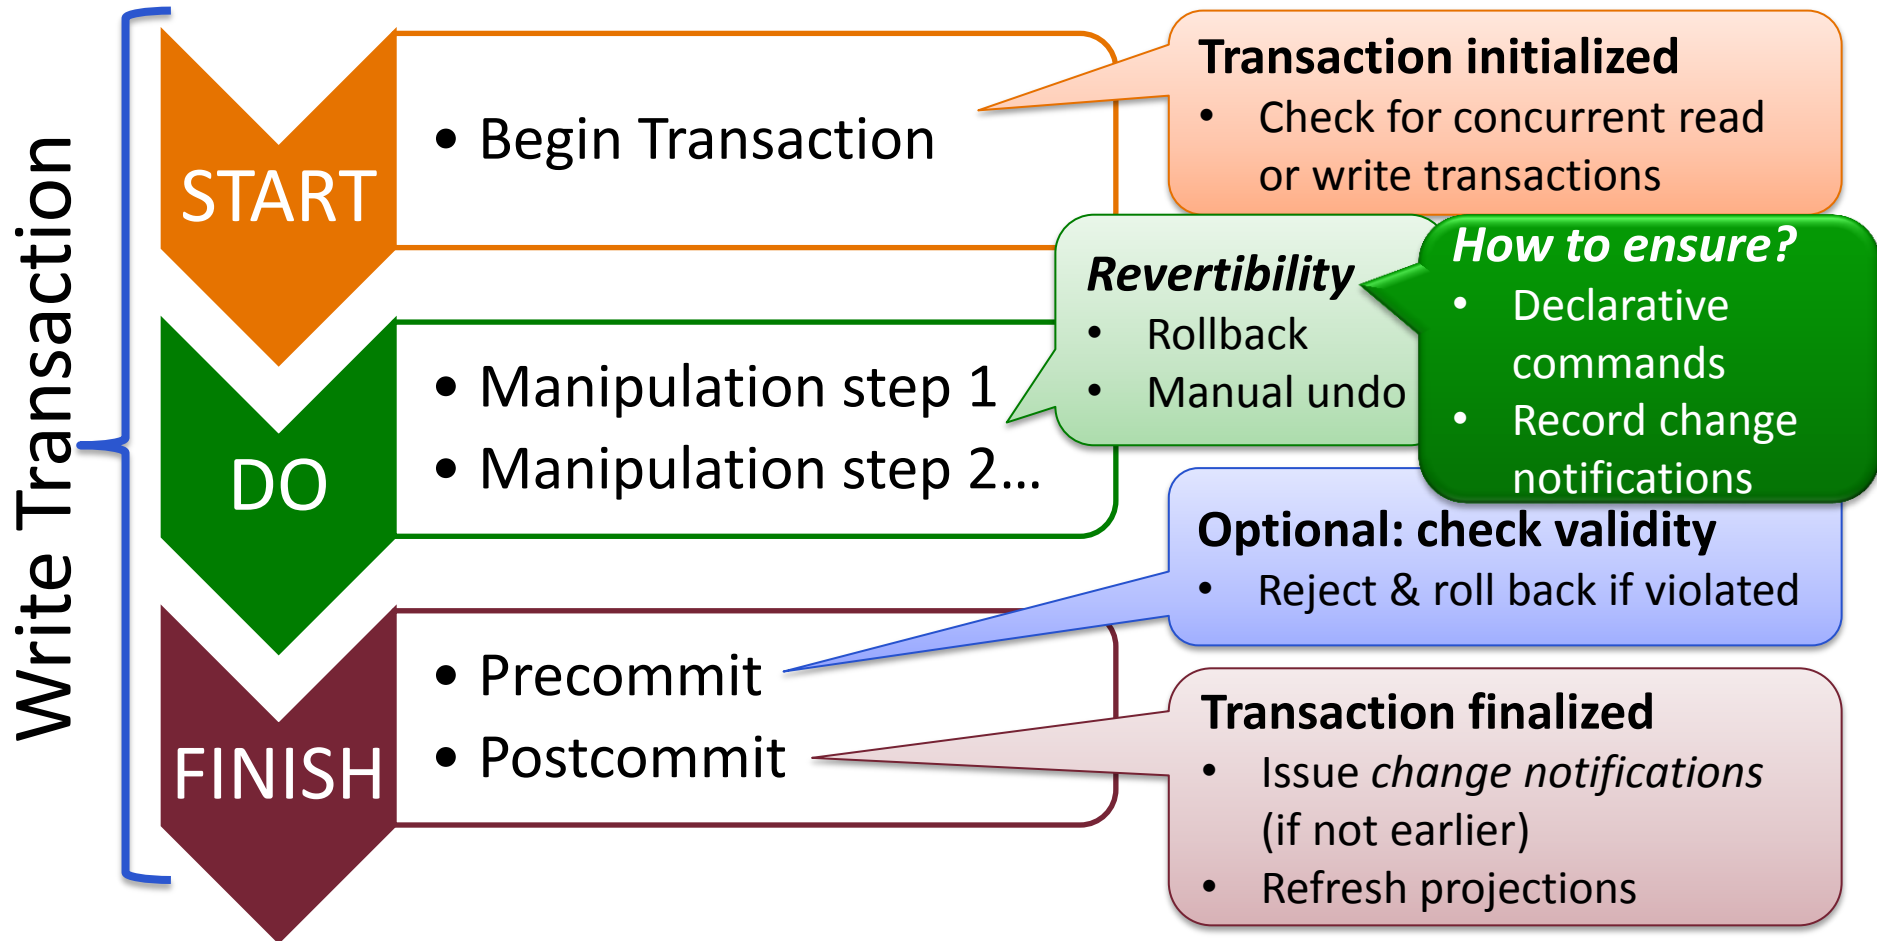 Write Transaction
START
• Begin Transaction
Transaction initialized
• Check for concurrent read
or write transactions
DO
• Manipulation step 1
• Manipulation step 2...
Revertibility
• Rollback
• Manual undo
How to ensure?
• Declarative
commands
• Record change
notifications
FINISH
• Precommit
• Postcommit
Optional: check validity
• Reject & roll back if violated
Transaction finalized
• Issue change notifications
(if not earlier)
• Refresh projections